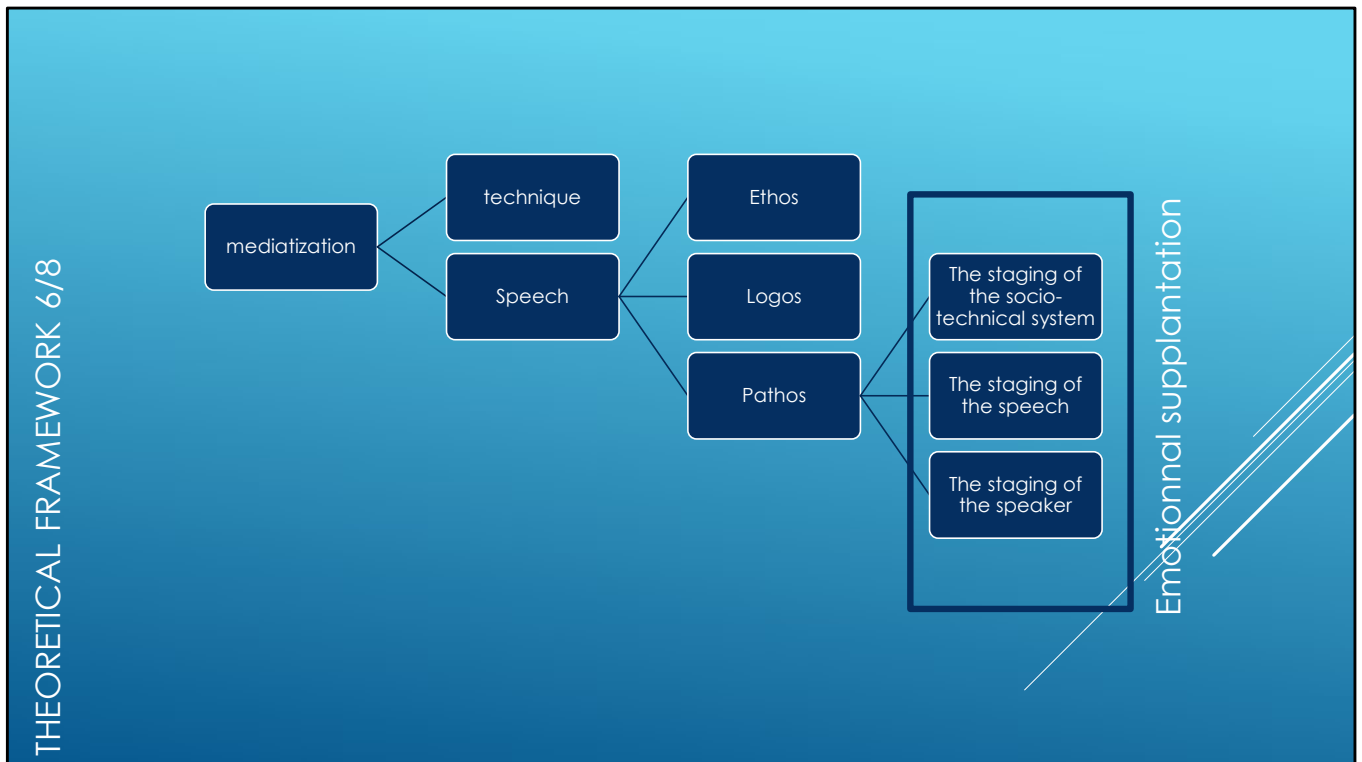 THEORETICAL FRAMEWORK 6/8
mediatization
technique
Speech
Ethos
Logos
Pathos
The staging of
the socio-
technical system
The staging of
the speech
The staging of
the speaker
Emotionnal supplantation